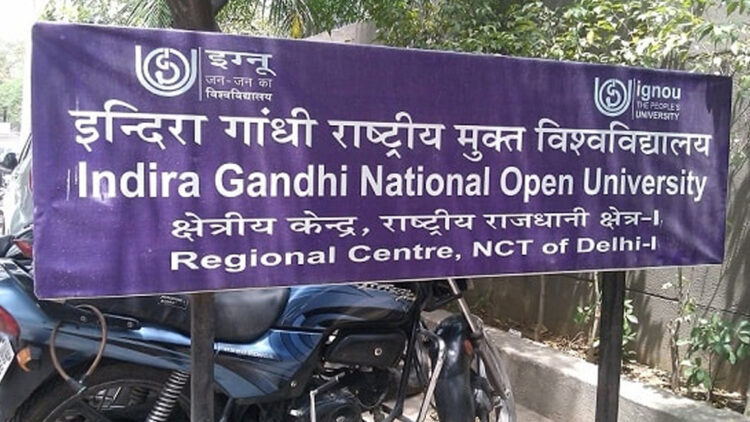 इग्नू
जन-जन का
विश्वविद्यालय
ignou
THE PEOPLE'S
UNIVERSITY
इन्दिरा गांधी राष्ट्रीय मुक्त विश्वविद्यालय
Indira Gandhi National Open University
क्षेत्रीय केन्द्र, राष्ट्रीय राजधानी क्षेत्र-I
Regional Centre, NCT of Delhi-I